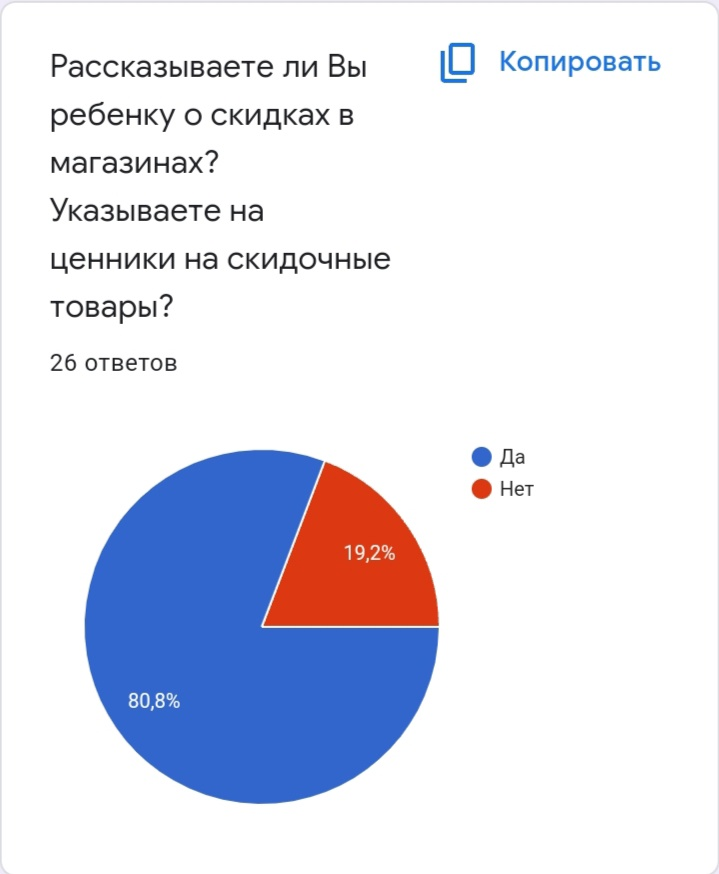 Рассказываете ли Вы
ребенку о скидках в
магазинах?
Указываете на
ценники на скидочные
товары?
Копировать
26 ответов
Да
Нет
19,2%
80,8%